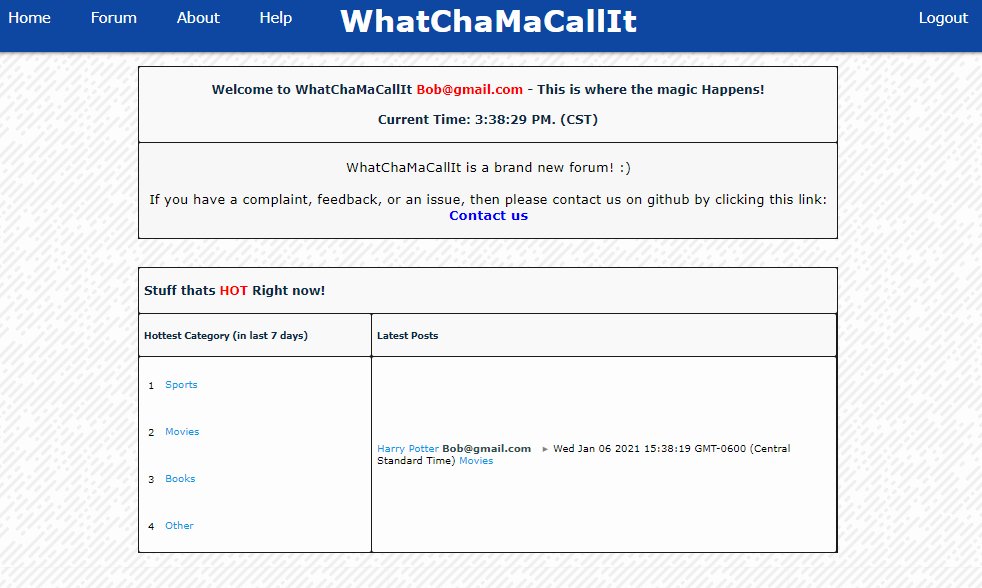 Home Forum About Help WhatChaMaCallIt Logout
Welcome to WhatChaMaCallIt Bob@gmail.com - This is where the magic Happens!
Current Time: 3:38:29 PM. (CST)
WhatChaMaCallIt is a brand new forum! :)
If you have a complaint, feedback, or an issue, then please contact us on github by clicking this link:
Contact us
Stuff thats HOT Right now!
Hottest Category (in last 7 days) Latest Posts
1 Sports
2 Movies
Harry Potter Bob@gmail.com ► Wed Jan 06 2021 15:38:19 GMT-0600 (Central
Standard Time) Movies
3 Books
4 Other